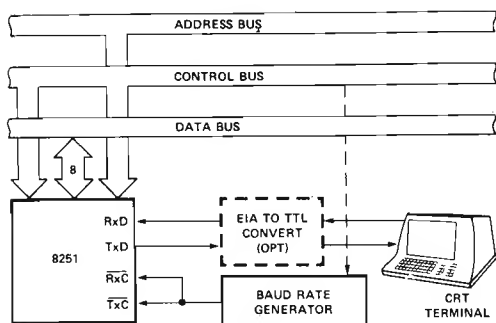 ADDRESS BUS
CONTROL BUS
DATA BUS
8
RxD
TxD
8251
RxC
TxC
EIA TO TTL
CONVERT
(OPT)
BAUD RATE
GENERATOR
CRT
TERMINAL